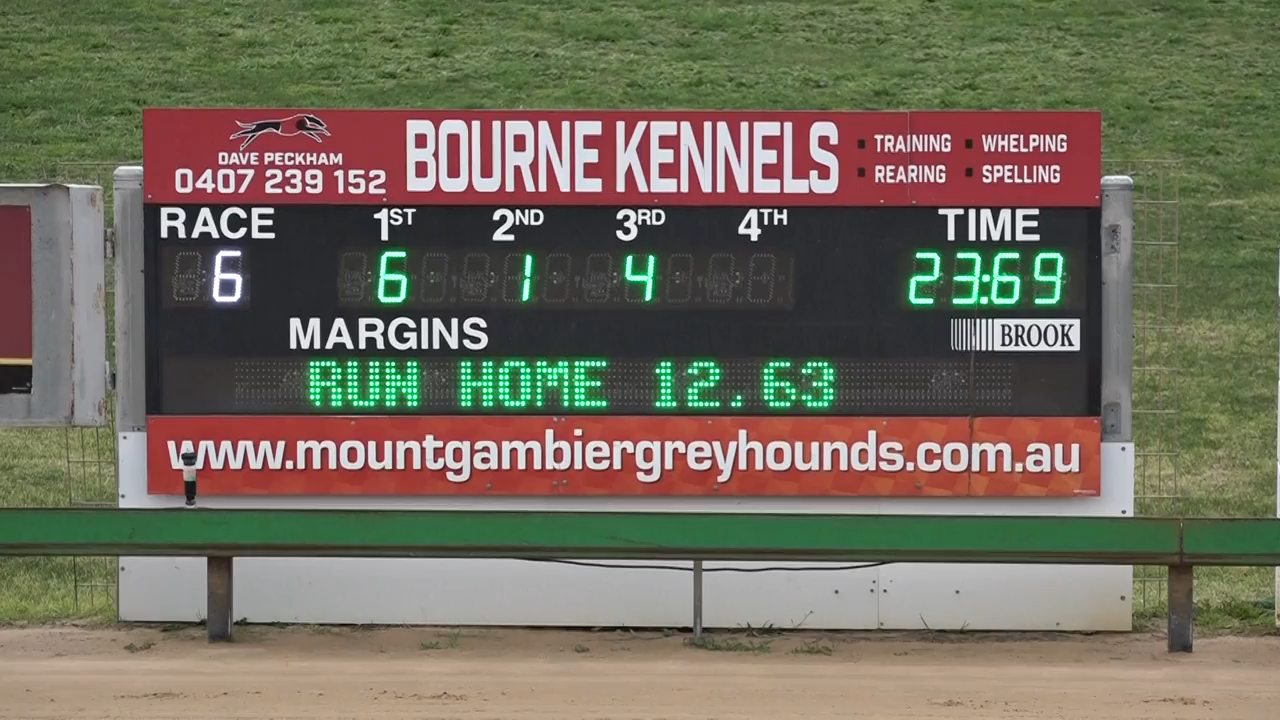 DAVE PECKHAM
0407 239 152
BOURNE KENNELS
TRAINING
WHELPING
REARING
SPELLING
RACE 1ST 2ND 3RD 4TH TIME
6 6 1 4 23:69
MARGINS
BROOK
RUN HOME 12.63
www.mountgambiergreyhounds.com.au